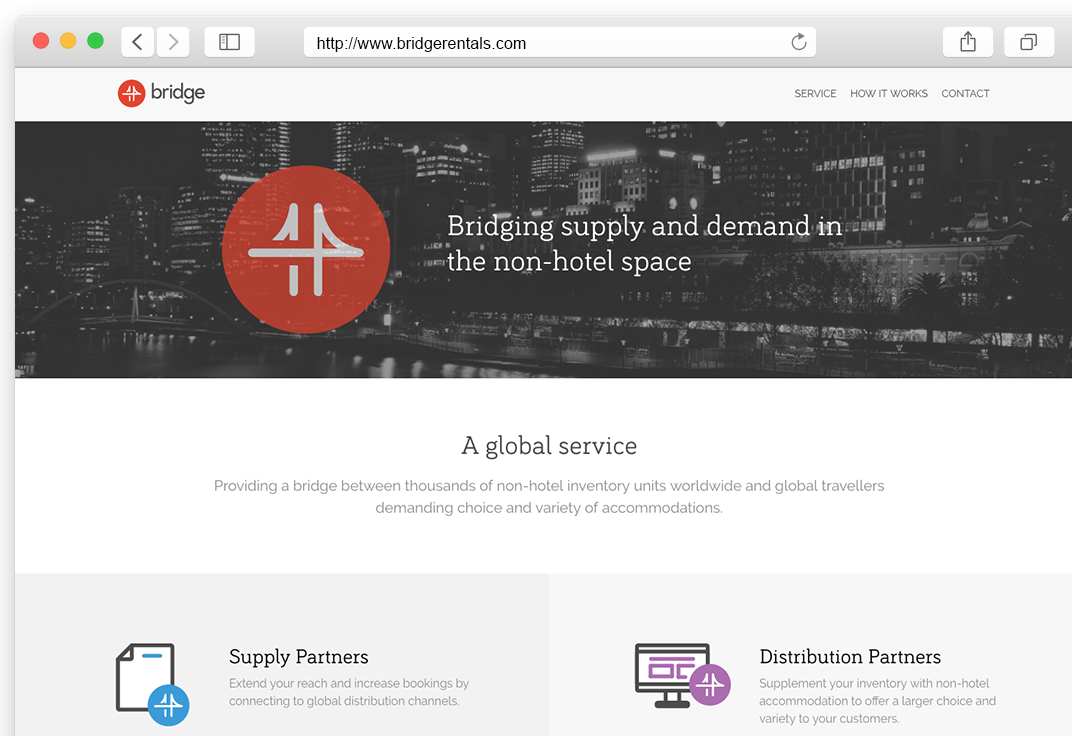 http://www.bridgerentals.com
bridge
SERVICE HOW IT WORKS CONTACT
Bridging supply and demand in
the non-hotel space
A global service
Providing a bridge between thousands of non-hotel inventory units worldwide and global travellers
demanding choice and variety of accommodations.
Supply Partners
Extend your reach and increase bookings by
connecting to global distribution channels.
Distribution Partners
Supplement your inventory with non-hotel
accommodation to offer a larger choice and
variety to your customers.